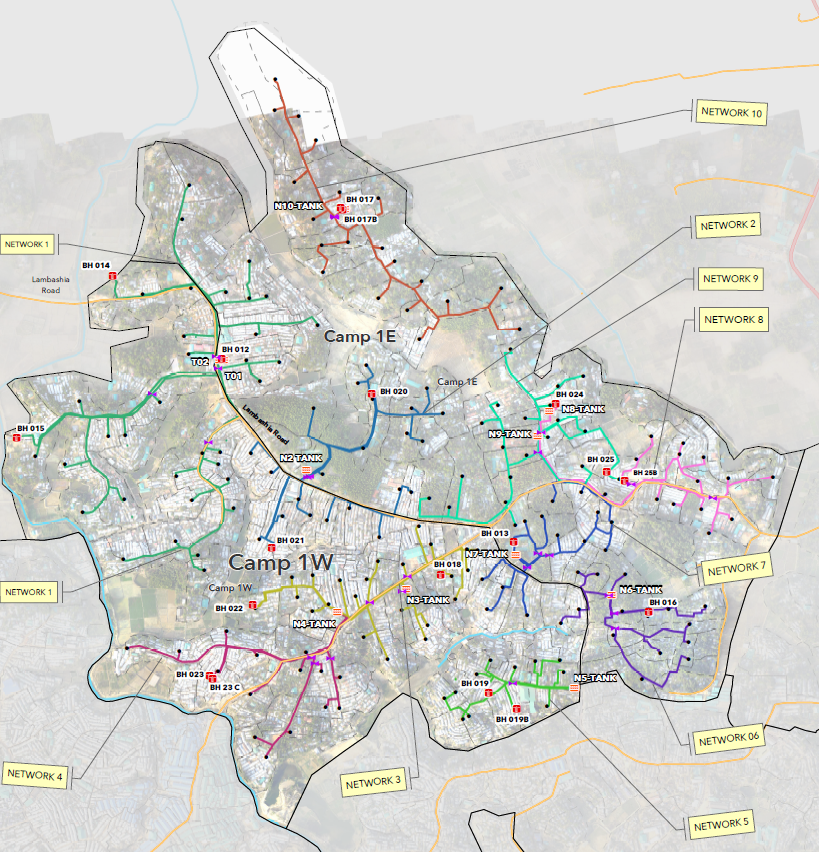 NETWORK 10
N10-TANK
BH 017
BH 017B
NETWORK 2
NETWORK 1
BH 014
Lambashia
Road
NETWORK 9
NETWORK 8
Camp 1E
BH 012
T02
T01
Camp 1E
BH 020
BH 024
N8-TANK
Lambashia Road
BH 015
N9-TANK
N2 TANK
BH 025
BH 25B
BH 013
BH 021
N7-TANK
Camp 1W
BH 018
NETWORK 7
NETWORK 1
Camp 1W
N6-TANK
BH 022
N3-TANK
BH 016
N4-TANK
BH 023
BH 23 C
BH 019
N5-TANK
BH 019B
NETWORK 06
NETWORK 4
NETWORK 3
NETWORK 5